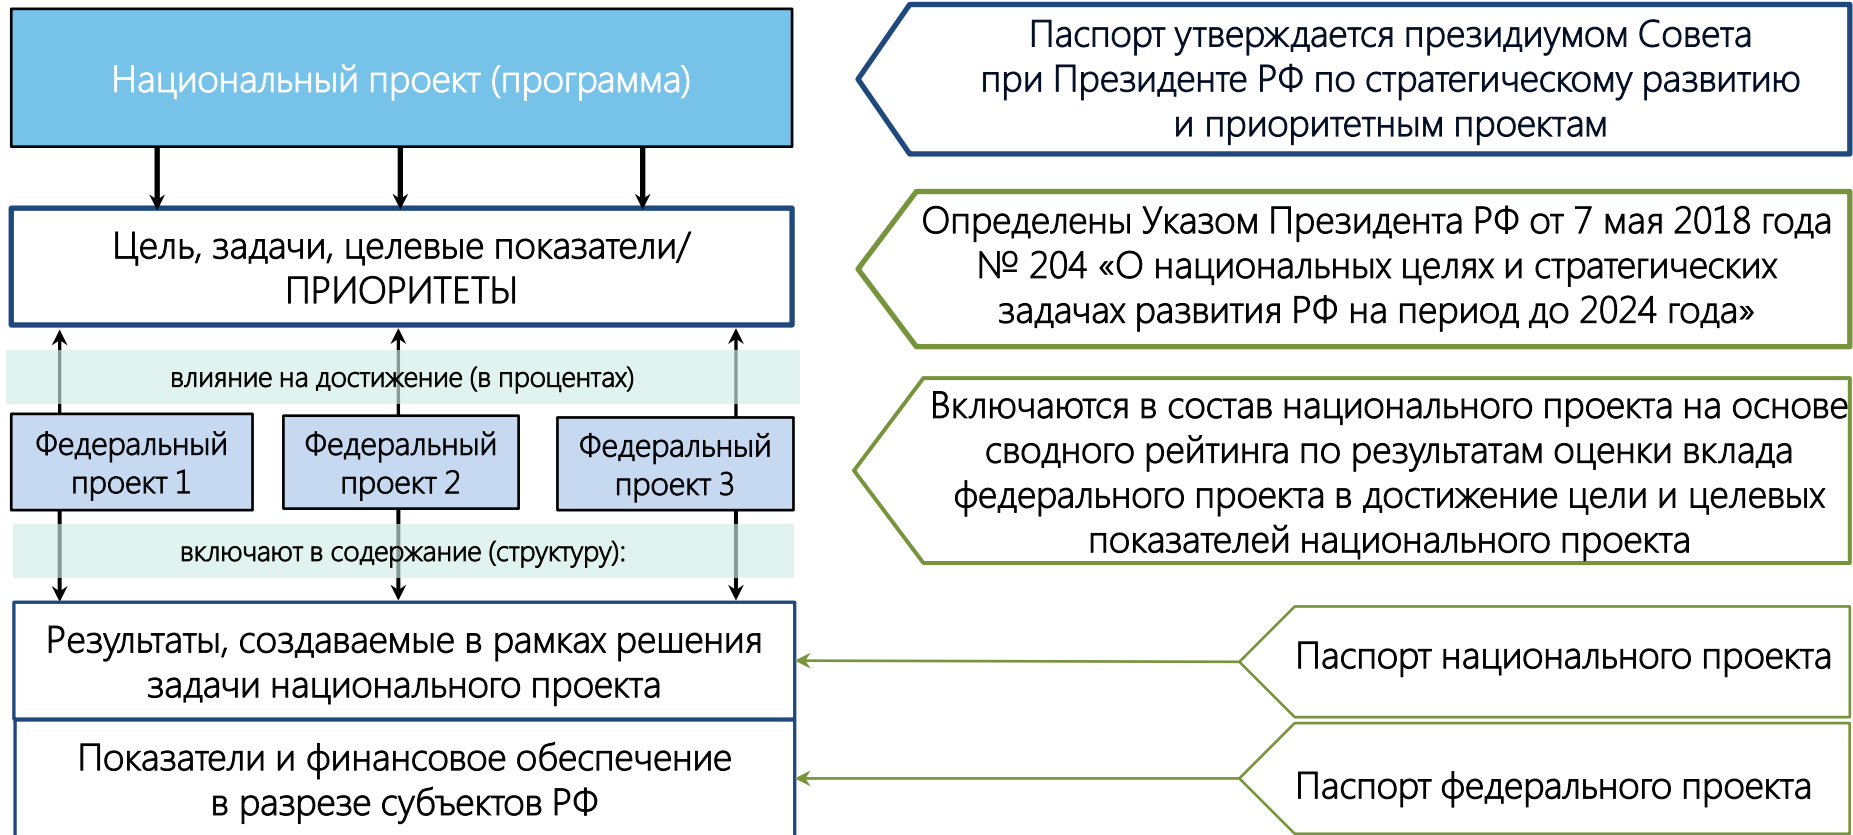 Национальный проект (программа)
Паспорт утверждается президиумом Совета
при Президенте РФ по стратегическому развитию
и приоритетным проектам
Цель, задачи, целевые показатели/
ПРИОРИТЕТЫ
Определены Указом Президента РФ от 7 мая 2018 года
№ 204 «О национальных целях и стратегических
задачах развития РФ на период до 2024 года»
влияние на достижение (в процентах)
Федеральный
проект 1
Федеральный
проект 2
Федеральный
проект 3
Включаются в состав национального проекта на основе
сводного рейтинга по результатам оценки вклада
федерального проекта в достижение цели и целевых
показателей национального проекта
включают в содержание (структуру):
Результаты, создаваемые в рамках решения
задачи национального проекта
Паспорт национального проекта
Показатели и финансовое обеспечение
в разрезе субъектов РФ
Паспорт федерального проекта